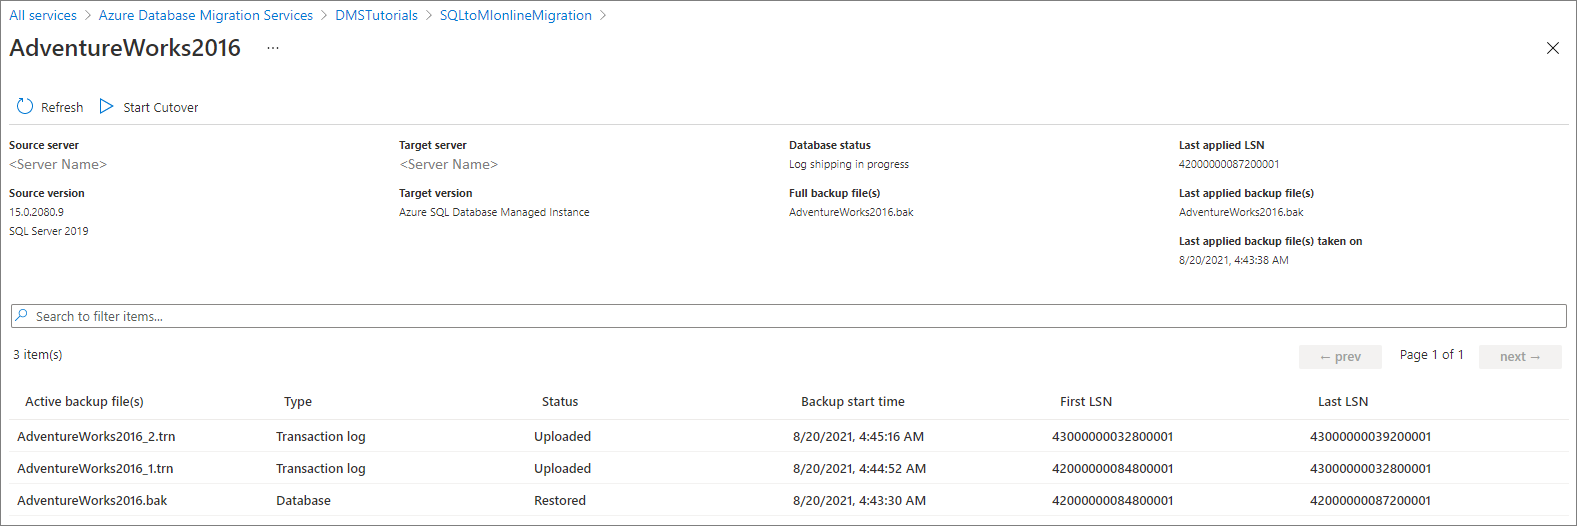 All services > Azure Database Migration Services > DMSTutorials > SQLtoMIonlineMigration >
AdventureWorks2016 ...
Refresh Start Cutover
Source server Target server Database status Last applied LSN
<Server Name> <Server Name> Log shipping in progress 42000000087200001
Source version Target version Full backup file(s) Last applied backup file(s)
15.0.2080.9 Azure SQL Database Managed Instance AdventureWorks2016.bak AdventureWorks2016.bak
SQL Server 2019 Last applied backup file(s) taken on
8/20/2021, 4:43:38 AM
Search to filter items...
3 item(s) ← prev Page 1 of 1 next →
Active backup file(s) Type Status Backup start time First LSN Last LSN
AdventureWorks2016_2.trn Transaction log Uploaded 8/20/2021, 4:45:16 AM 43000000032800001 43000000039200001
AdventureWorks2016_1.trn Transaction log Uploaded 8/20/2021, 4:44:52 AM 42000000084800001 43000000032800001
AdventureWorks2016.bak Database Restored 8/20/2021, 4:43:30 AM 42000000084800001 42000000087200001